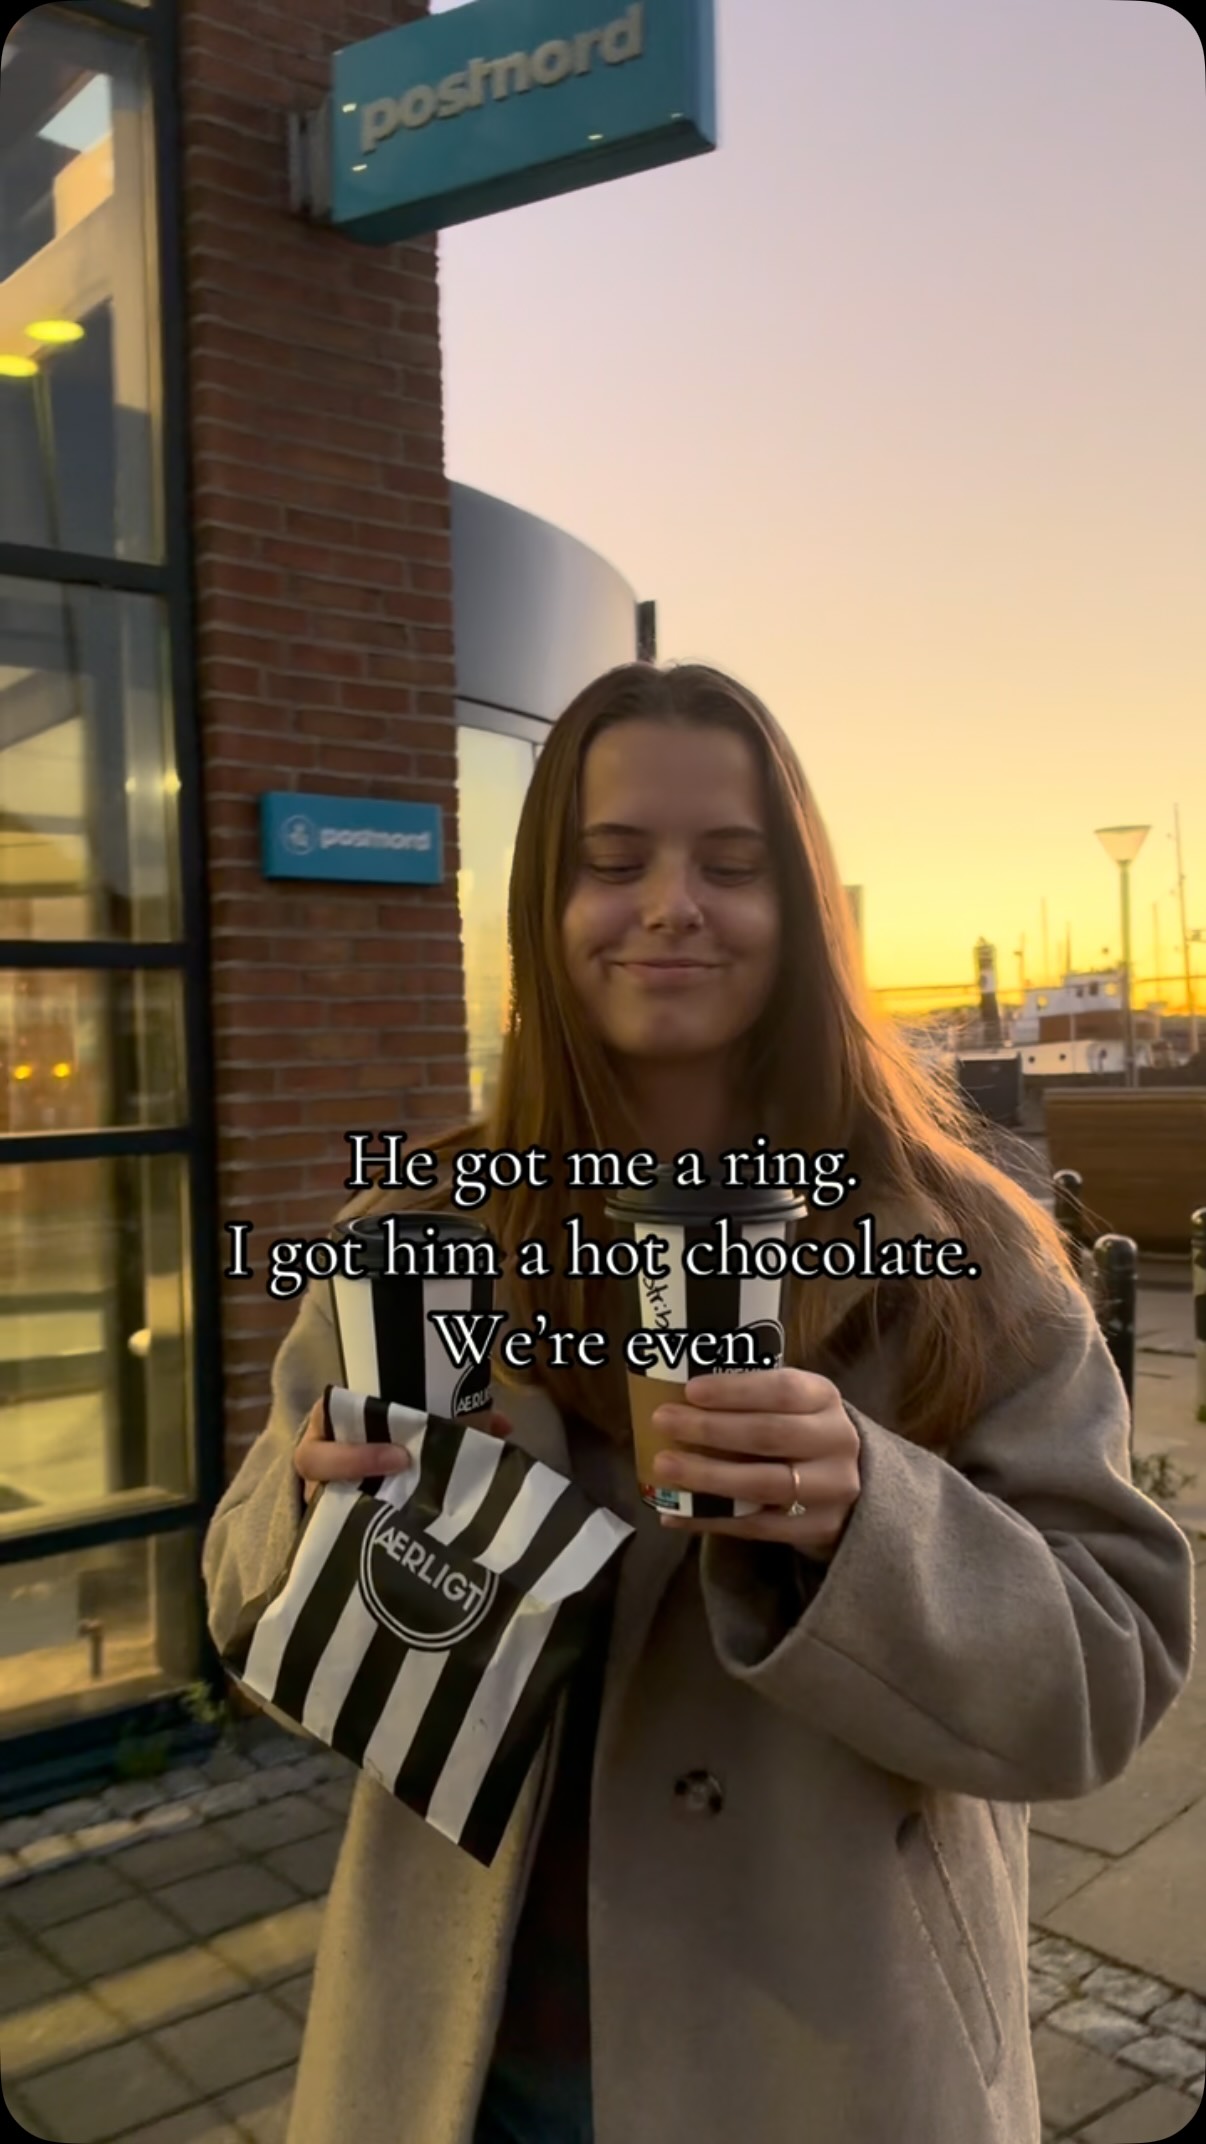 postnord
postnord
He got me a ring.
I got him a hot chocolate.
We're even.
ÆRLIGT